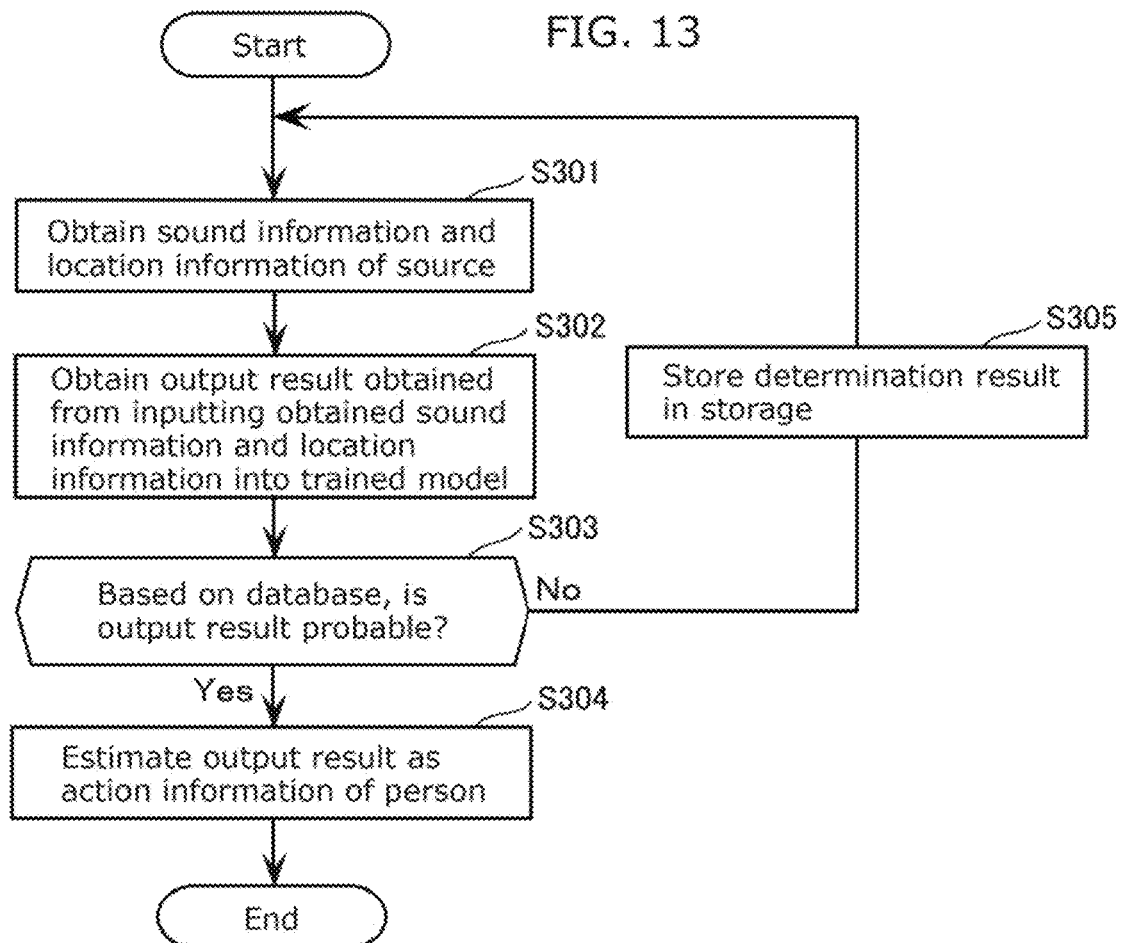 FIG. 13
Start
S301
Obtain sound information and
location information of source
S302
Obtain output result obtained
from inputting obtained sound
information and location
information into trained model
S305
Store determination result
in storage
S303
Based on database, is
output result probable?
No
Yes
S304
Estimate output result as
action information of person
End